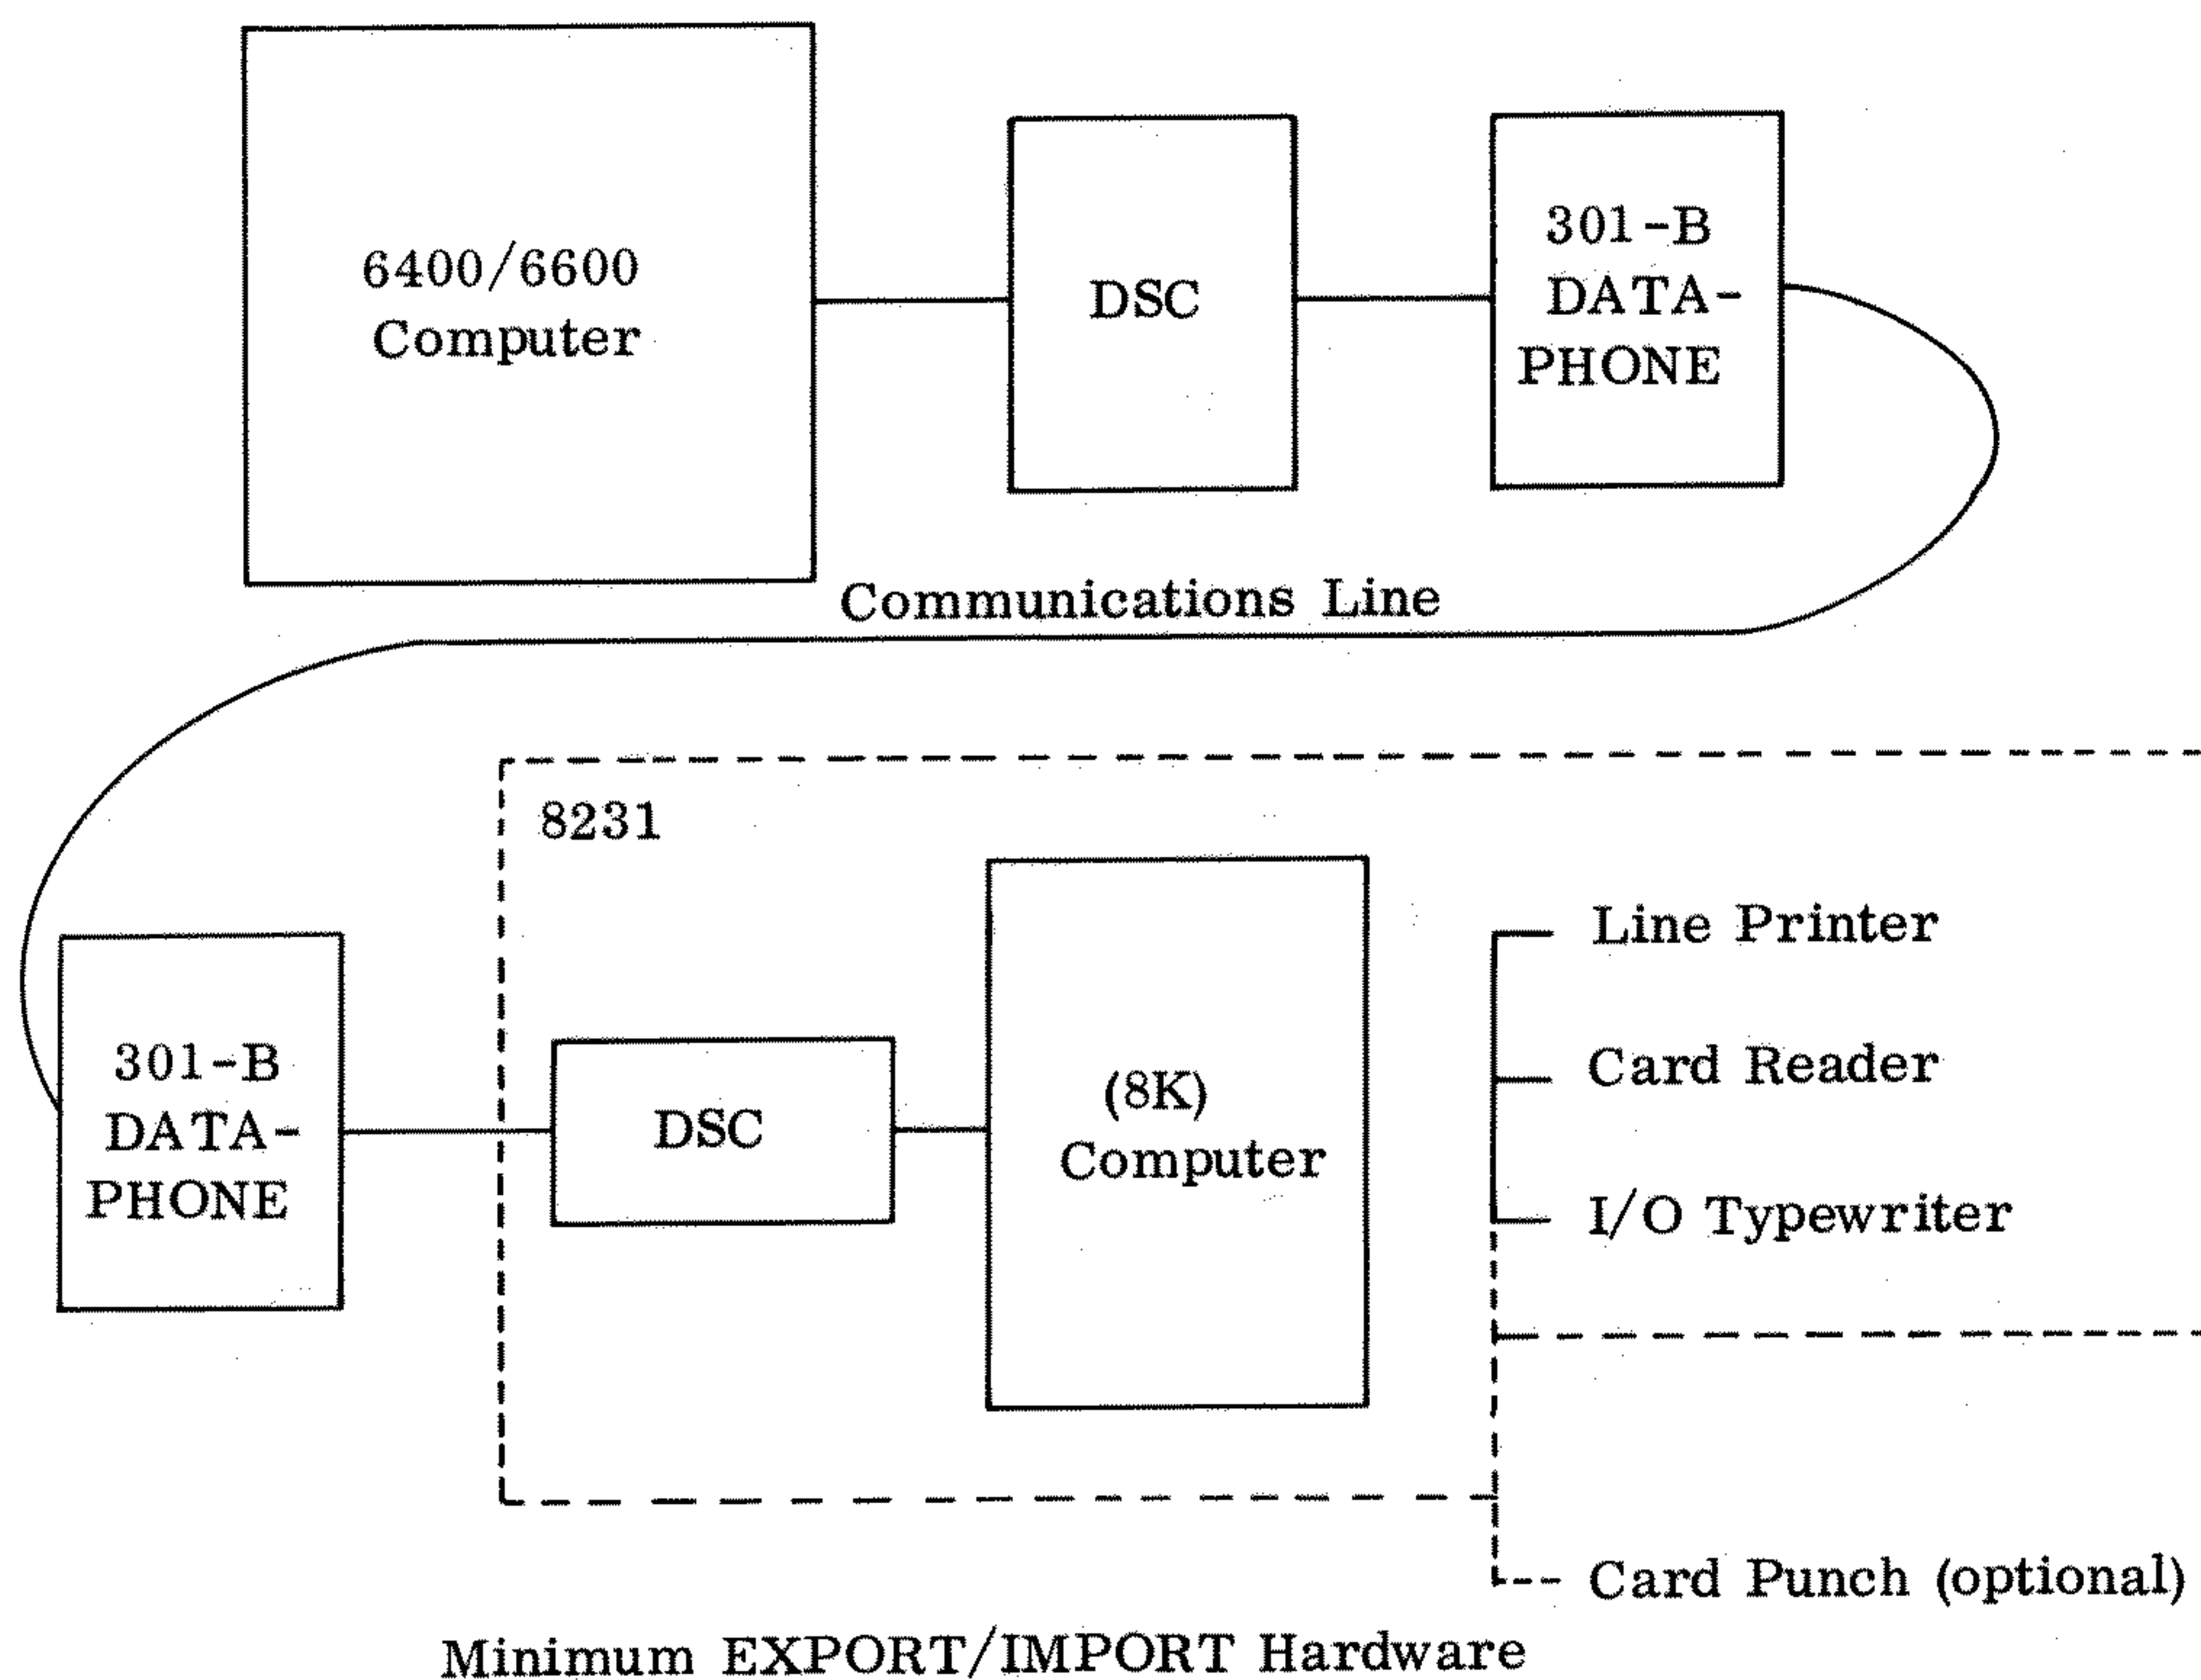 6400/6600
Computer
DSC
301-B
DATA-
PHONE
Communications Line
8231
301-B
DATA-
PHONE
DSC
(8K)
Computer
Line Printer
Card Reader
I/O Typewriter
Card Punch (optional)
Minimum EXPORT/IMPORT Hardware